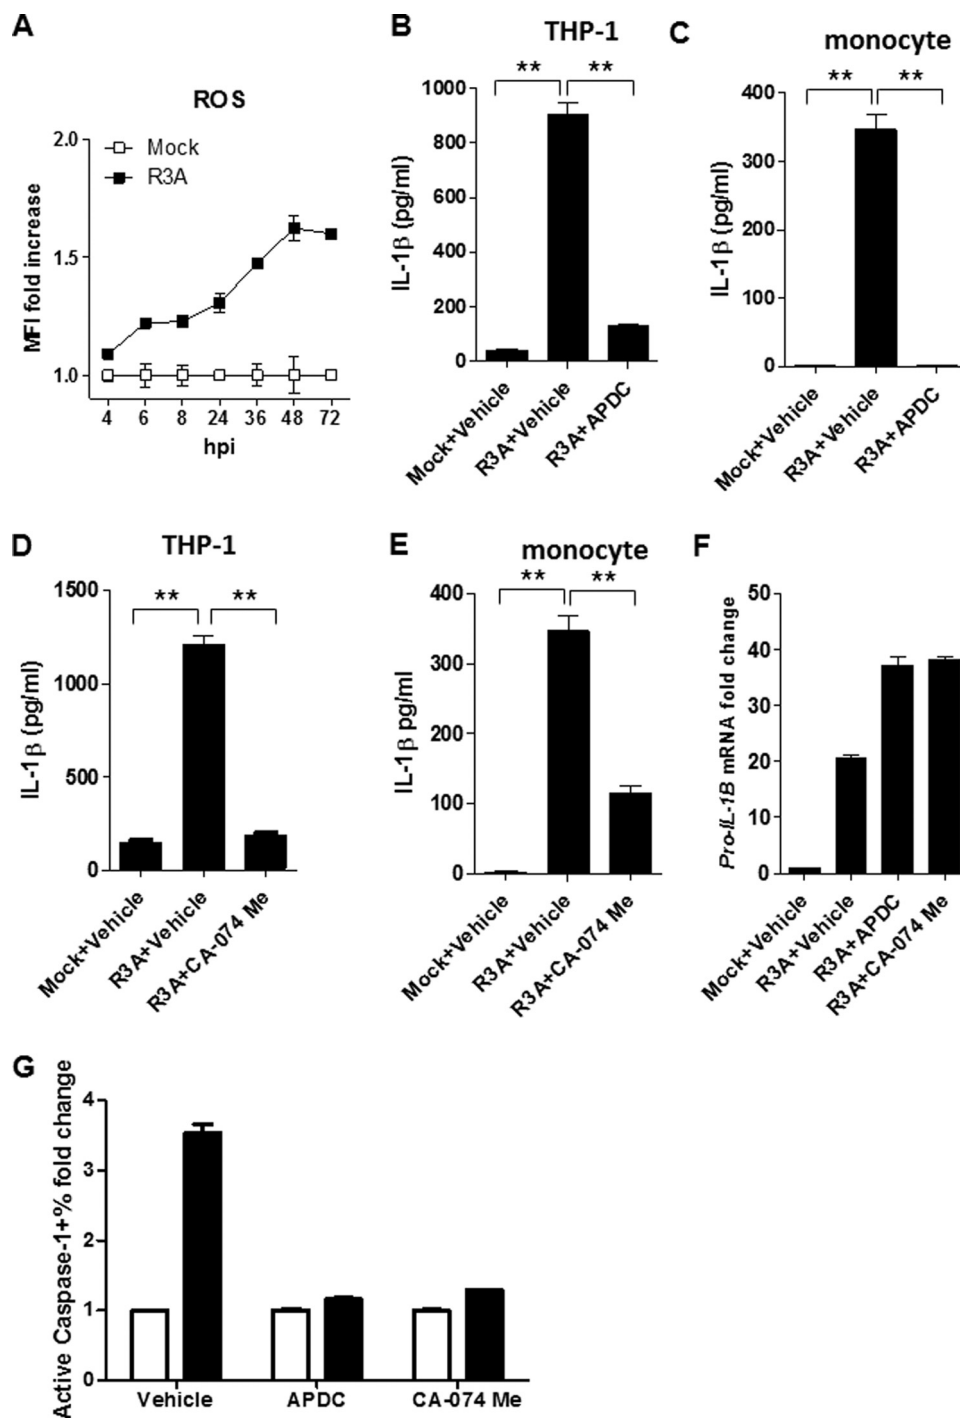 A
ROS
Mock
R3A
2.0
1.5
1.0
MFI fold increase
4 6 8 24 36 48 72
hpi
B
THP-1
** **
1000
800
600
400
200
0
IL-1β (pg/ml)
Mock+Vehicle
R3A+Vehicle
R3A+APDC
C
monocyte
** **
400
300
200
100
0
IL-1β (pg/ml)
Mock+Vehicle
R3A+Vehicle
R3A+APDC
D
THP-1
** **
1500
1000
500
0
IL-1β (pg/ml)
Mock+Vehicle
R3A+Vehicle
R3A+CA-074 Me
E
monocyte
** **
400
300
200
100
0
IL-1β pg/ml
Mock+Vehicle
R3A+Vehicle
R3A+CA-074 Me
F
50
40
30
20
10
0
Pro-IL-1B mRNA fold change
Mock+Vehicle
R3A+Vehicle
R3A+APDC
R3A+CA-074 Me
G
4
3
2
1
0
Active Caspase-1+% fold change
Vehicle APDC CA-074 Me